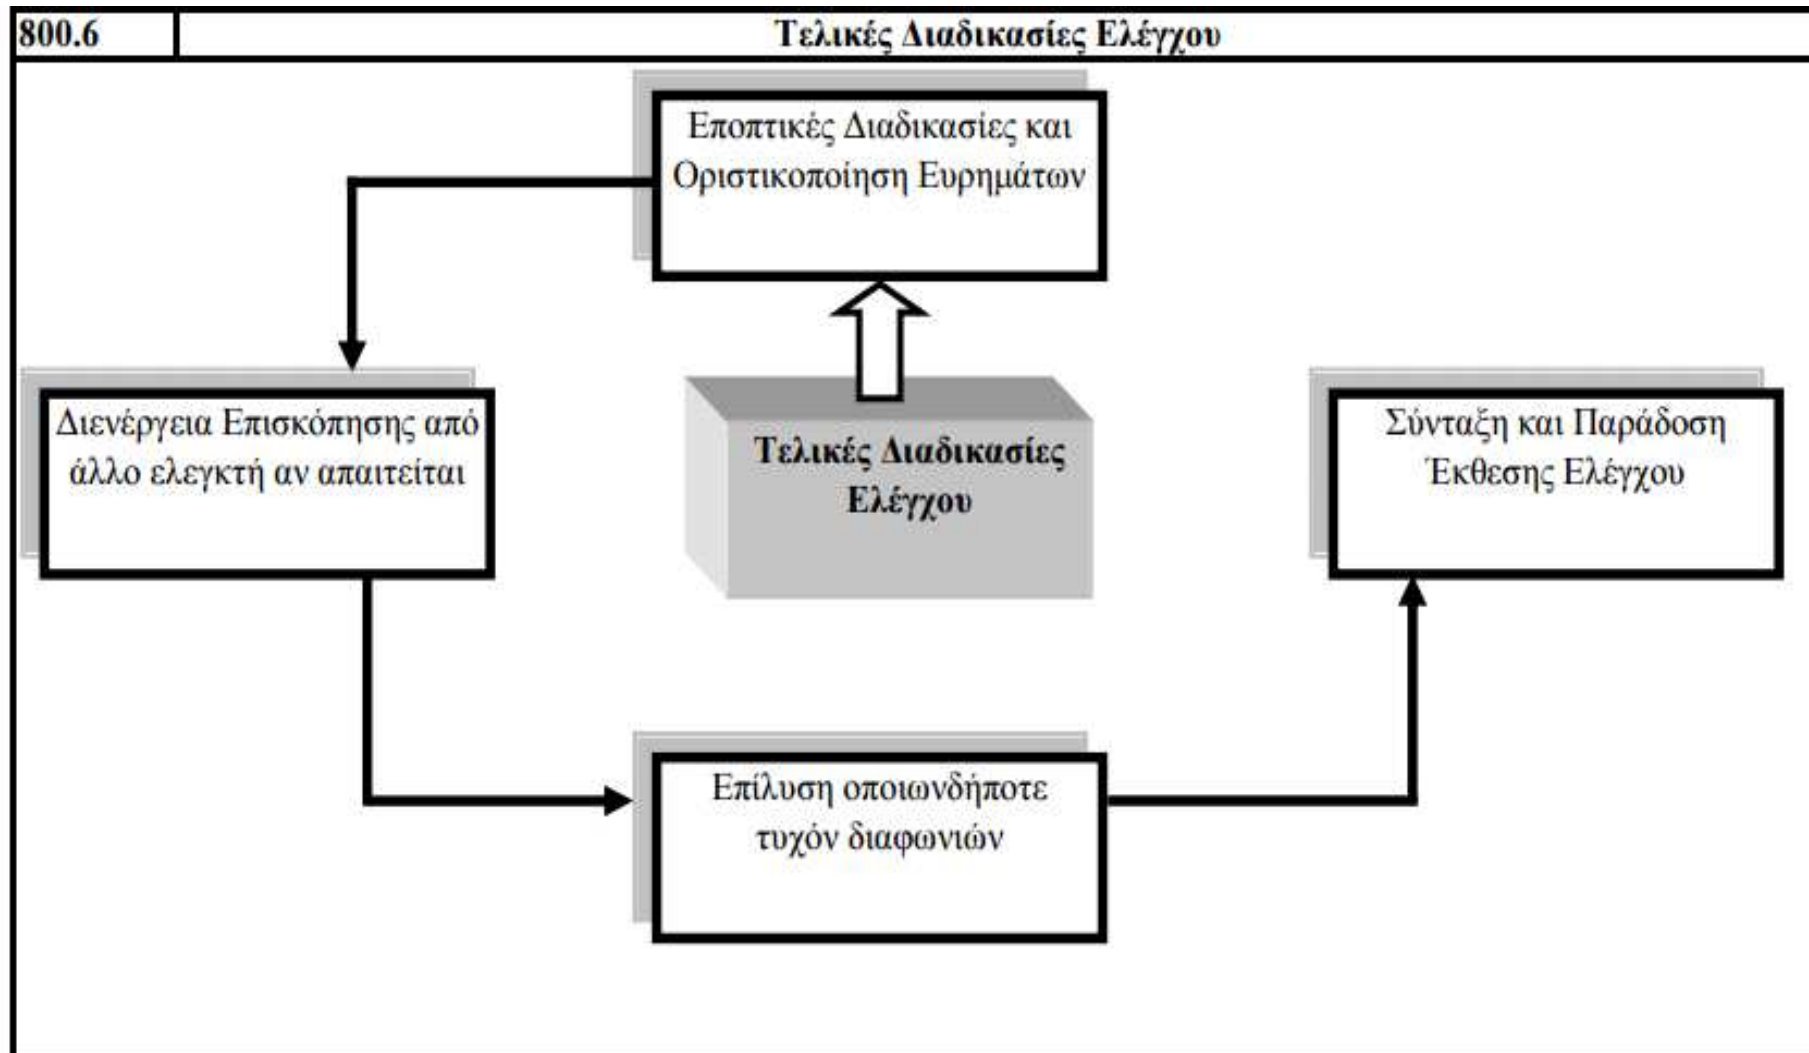 800.6
Τελικές Διαδικασίες Ελέγχου
Εποπτικές Διαδικασίες και
Οριστικοποίηση Ευρημάτων
Διενέργεια Επισκόπησης από
άλλο ελεγκτή αν απαιτείται
Τελικές Διαδικασίες
Ελέγχου
Σύνταξη και Παράδοση
Έκθεσης Ελέγχου
Επίλυση οποιωνδήποτε
τυχόν διαφωνιών